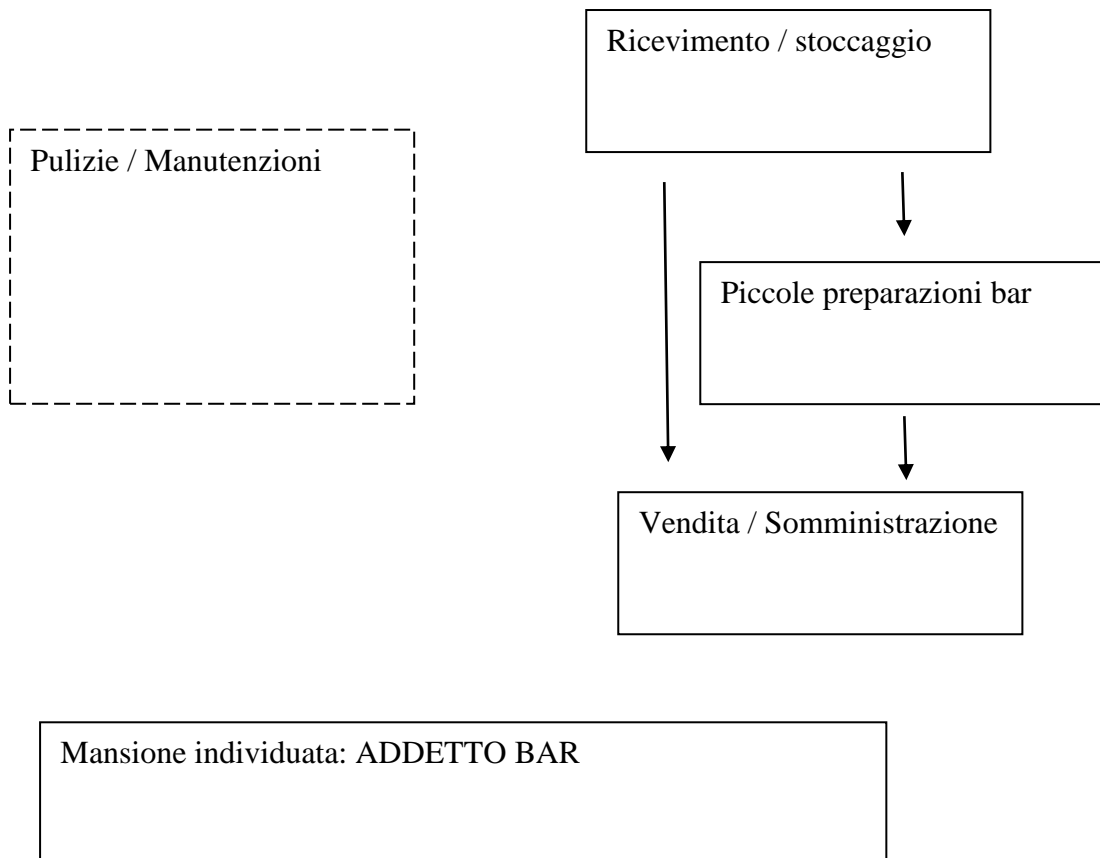 Ricevimento / stoccaggio
Pulizie / Manutenzioni
Piccole preparazioni bar
Vendita / Somministrazione
Mansione individuata: ADDETTO BAR